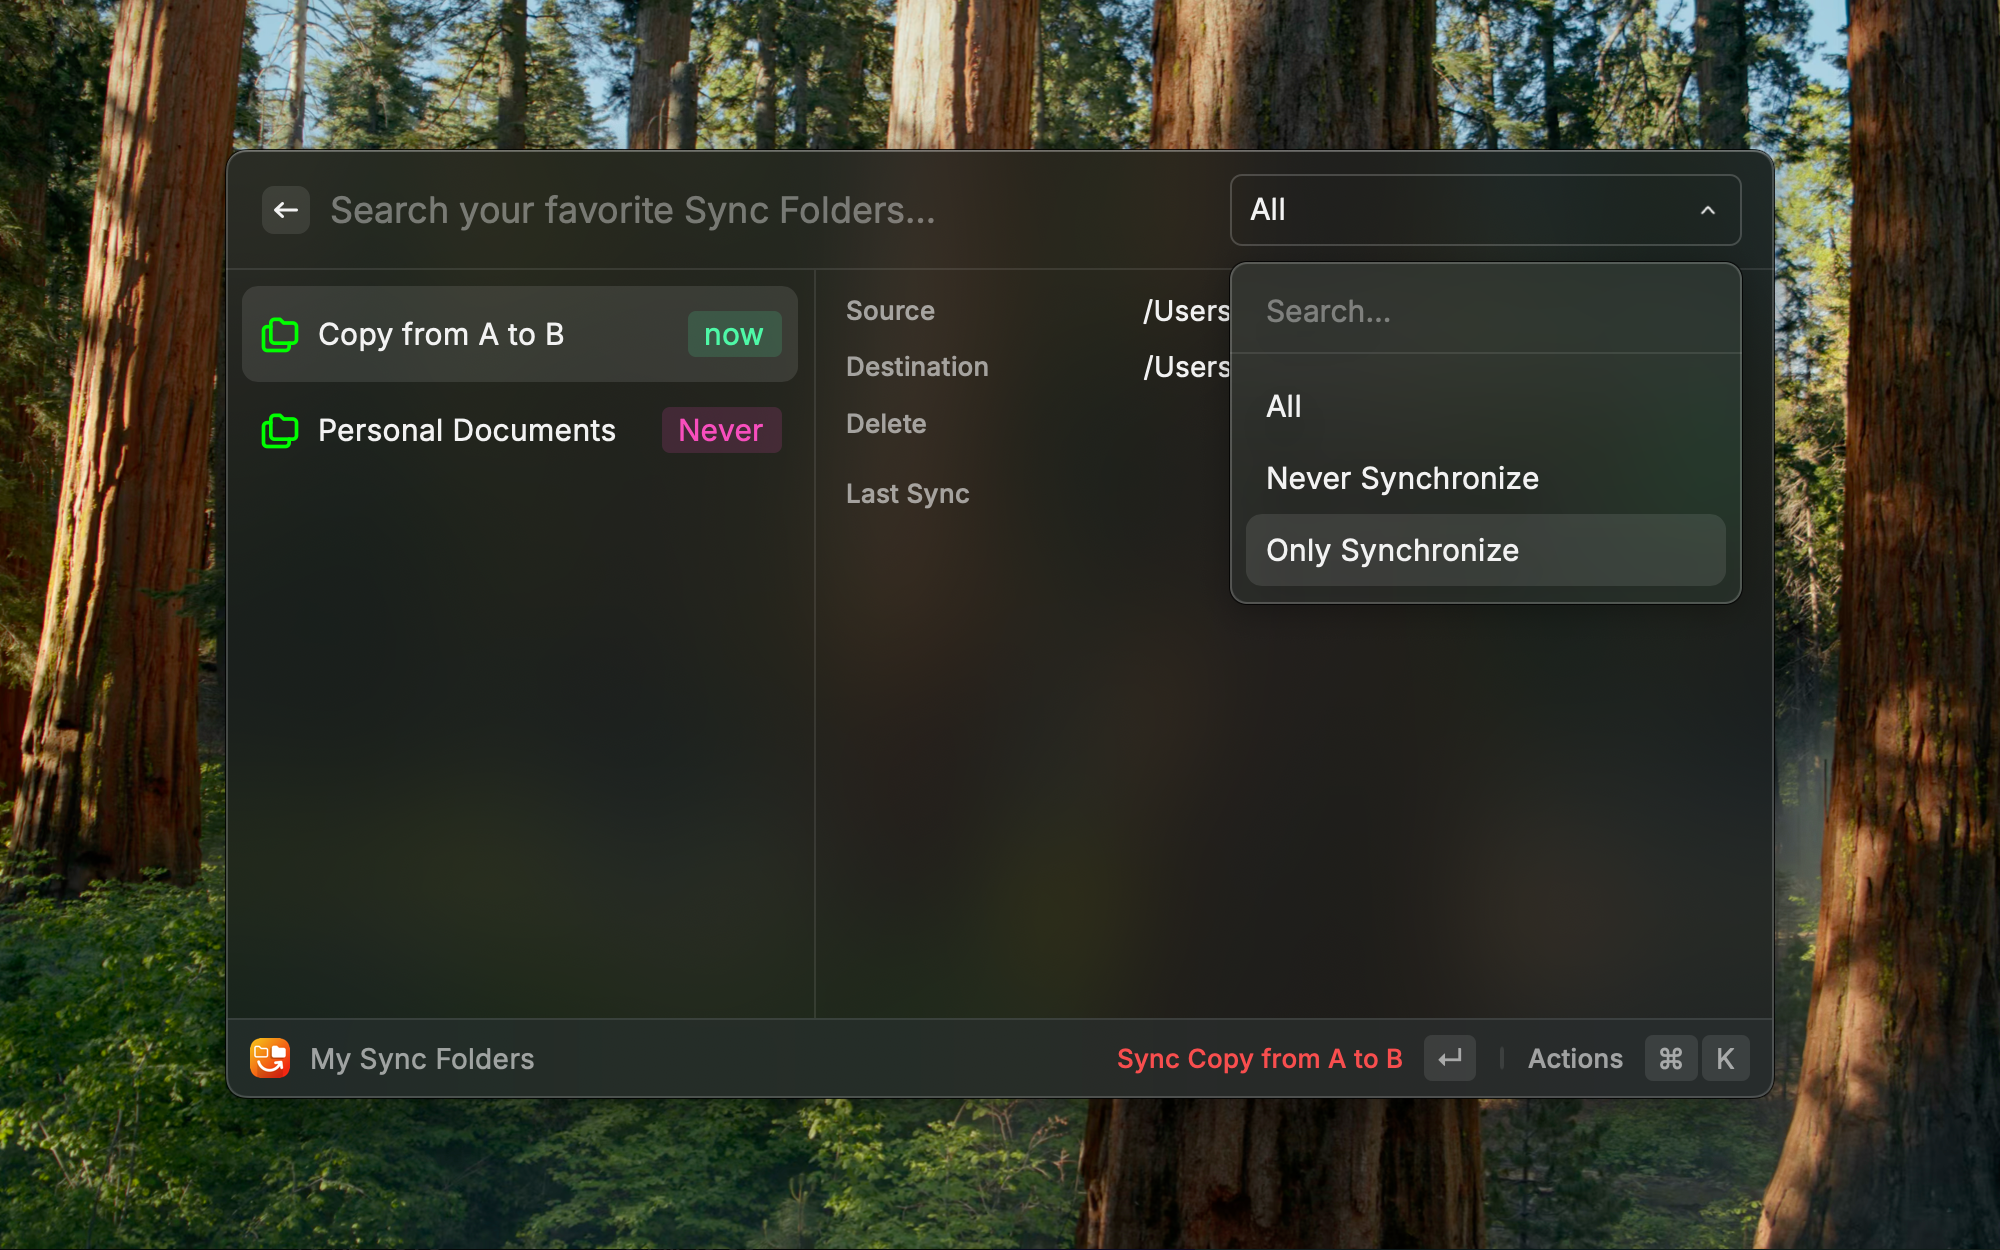 Search your favorite Sync Folders...
All
Copy from A to B
now
Personal Documents
Never
Source
/Users
Destination
/Users
Delete
Last Sync
Search...
All
Never Synchronize
Only Synchronize
My Sync Folders
Sync Copy from A to B
Actions
⌘
K